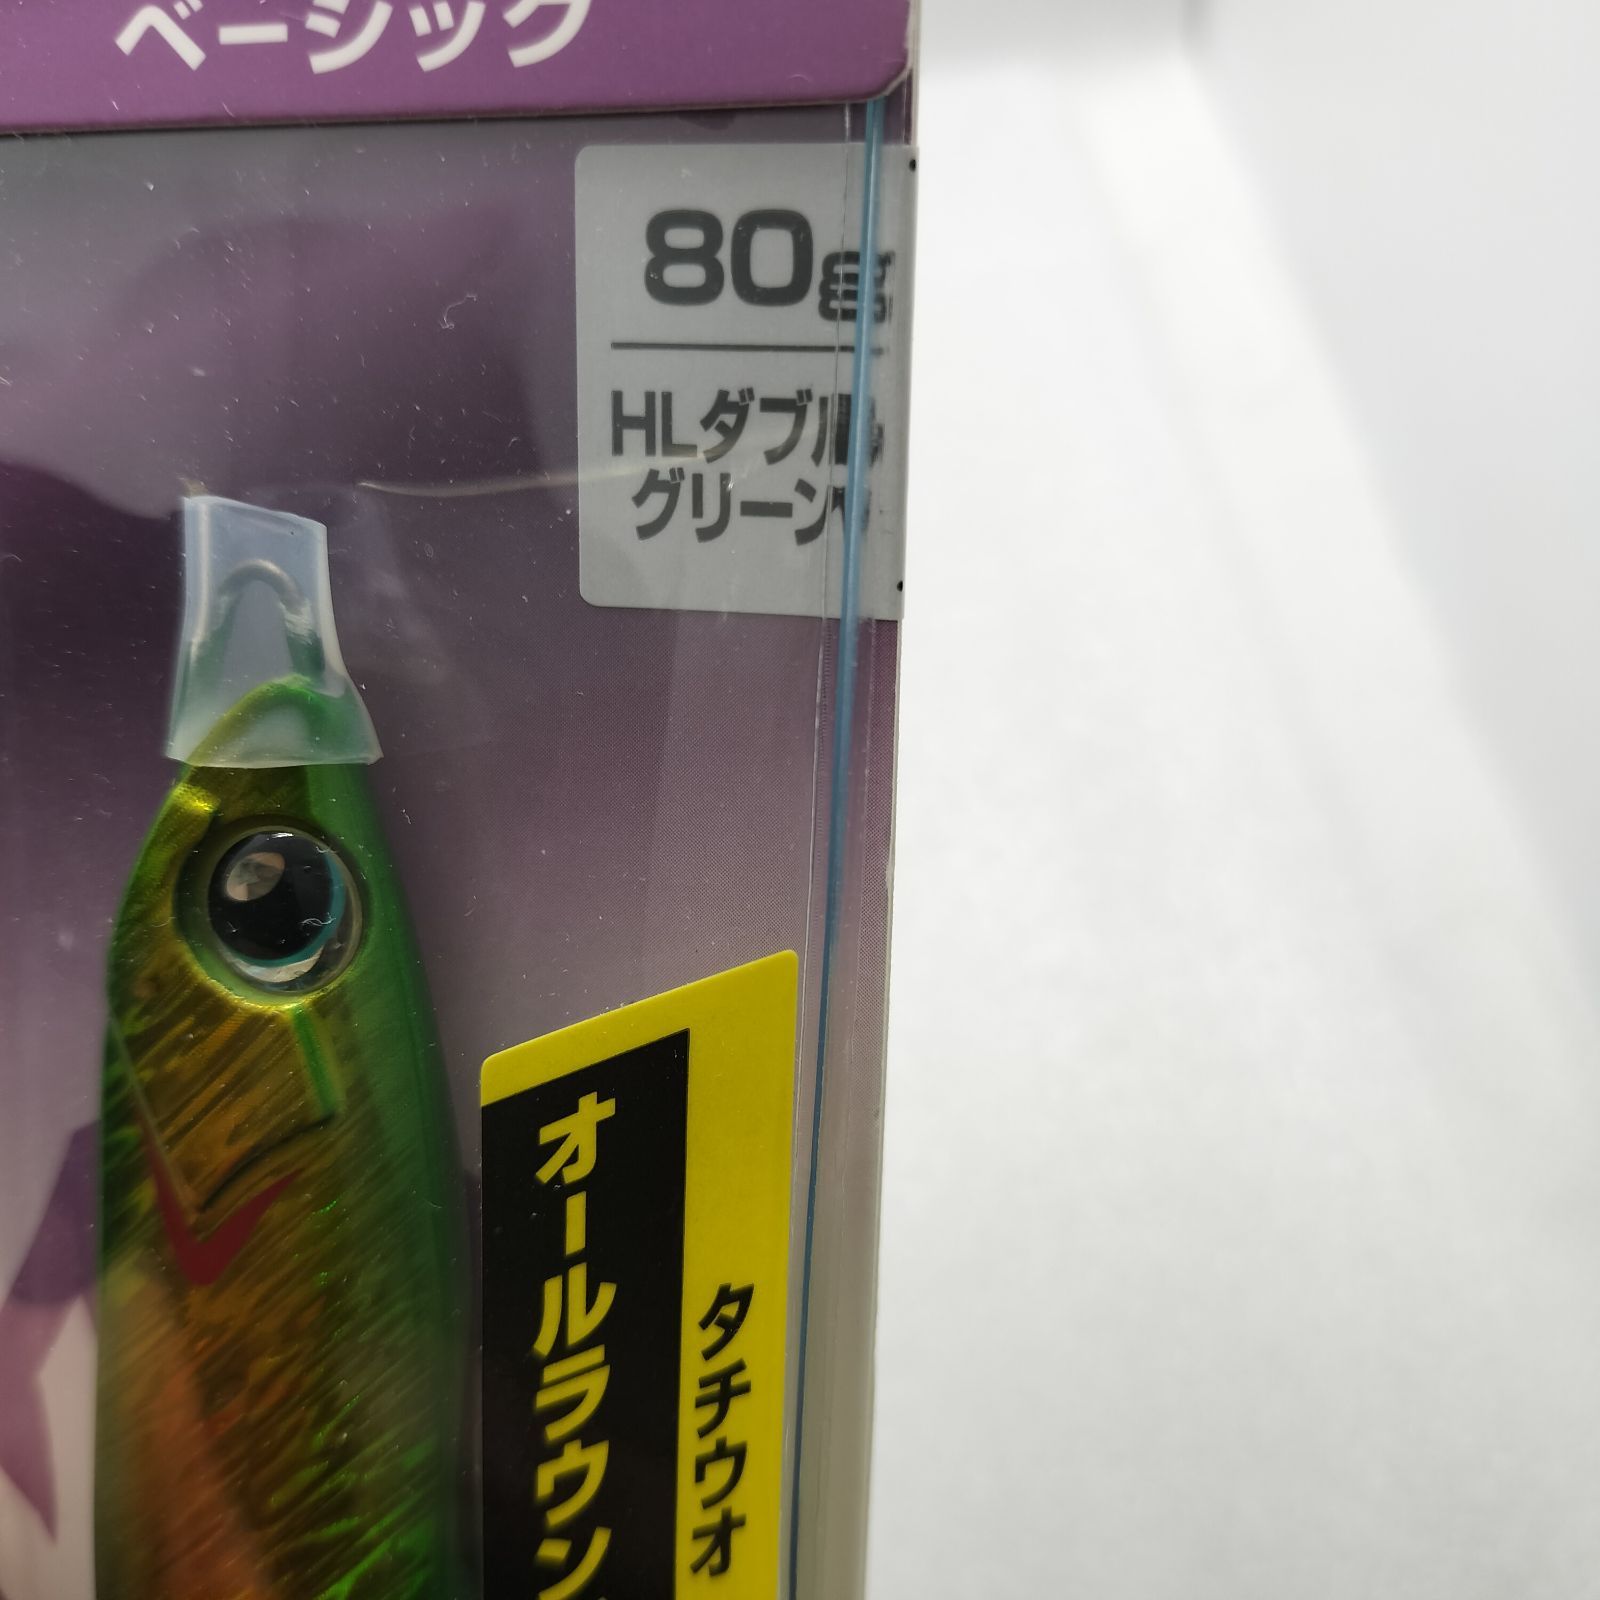 ベーシック
80g
HLダブル
グリーン
オールラウン
タチウオ